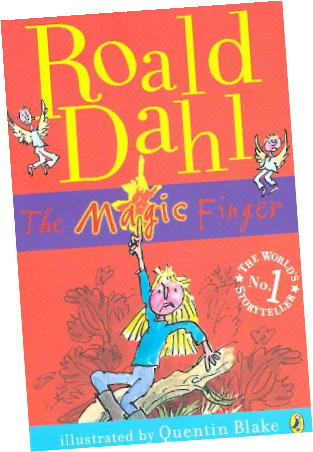 Roald
Dahl
The Magic Finger
THE WORLD'S
No.1
STORYTELLER
illustrated by Quentin Blake